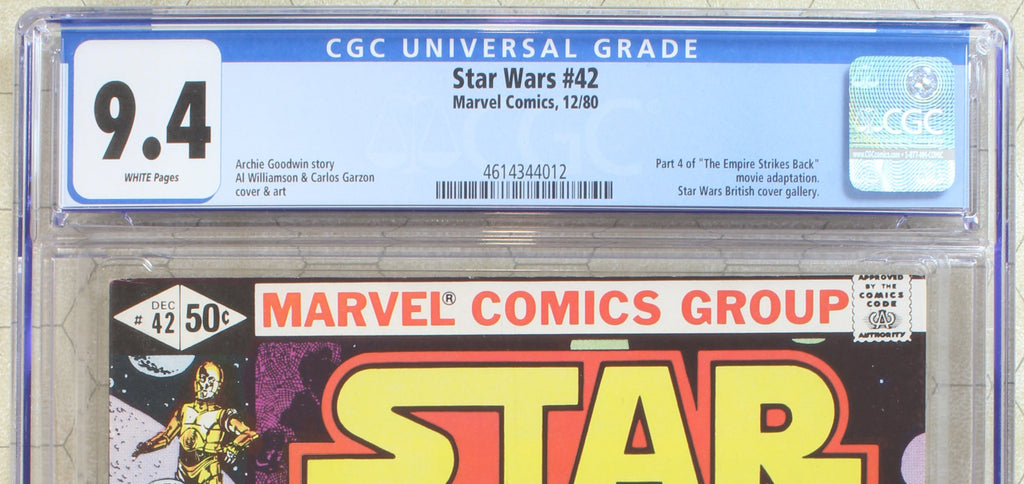 CGC UNIVERSAL GRADE
9.4
WHITE Pages
Star Wars #42
Marvel Comics, 12/80
Archie Goodwin story
Al Williamson & Carlos Garzon
cover & art
4614344012
Part 4 of "The Empire Strikes Back"
movie adaptation.
Star Wars British cover gallery.
CGC
DEC
# 42
50¢
MARVEL® COMICS GROUP
APPROVED
BY THE
COMICS
CODE
AUTHORITY
STAR